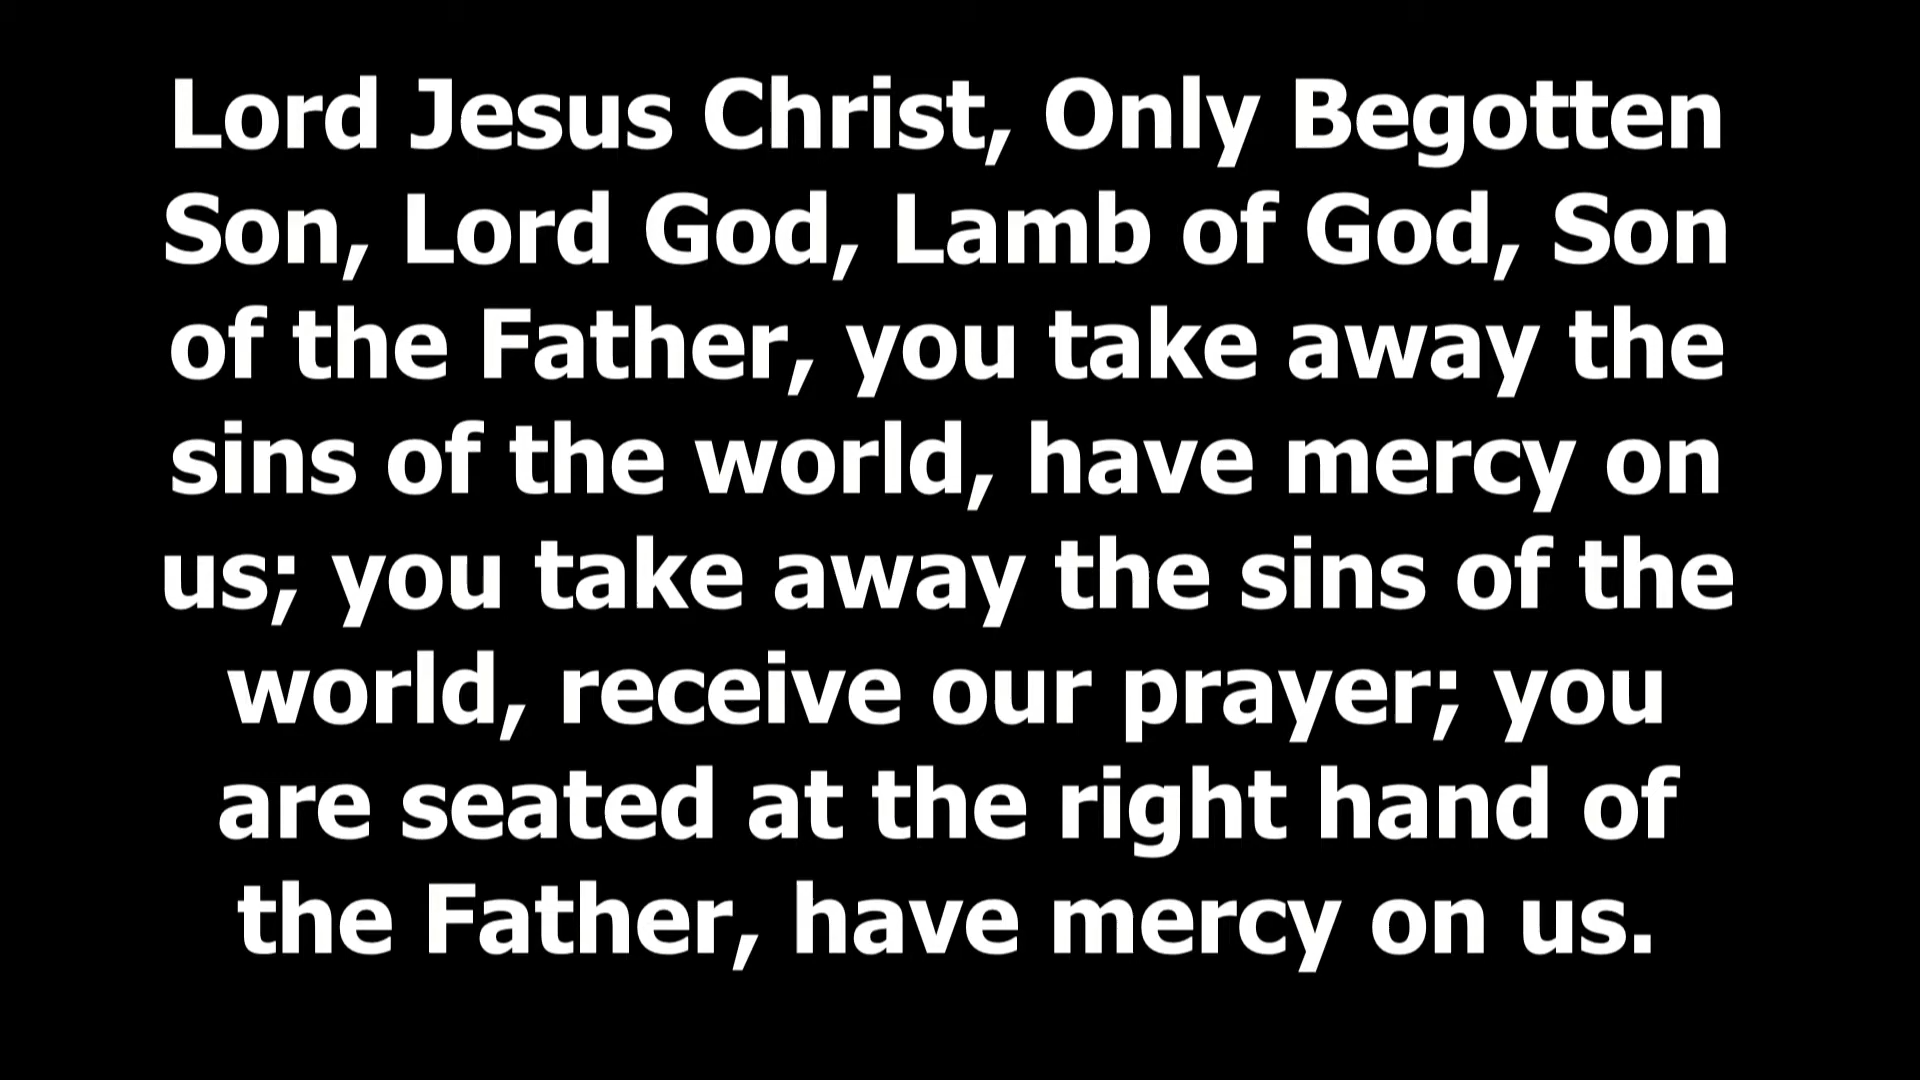 Lord Jesus Christ, Only Begotten
Son, Lord God, Lamb of God, Son
of the Father, you take away the
sins of the world, have mercy on
us; you take away the sins of the
world, receive our prayer; you
are seated at the right hand of
the Father, have mercy on us.